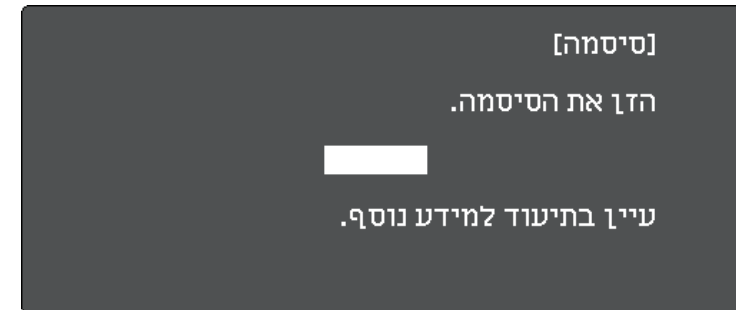 [סיסמה]
הזן את הסיסמה.
עיין בתיעוד למידע נוסף.